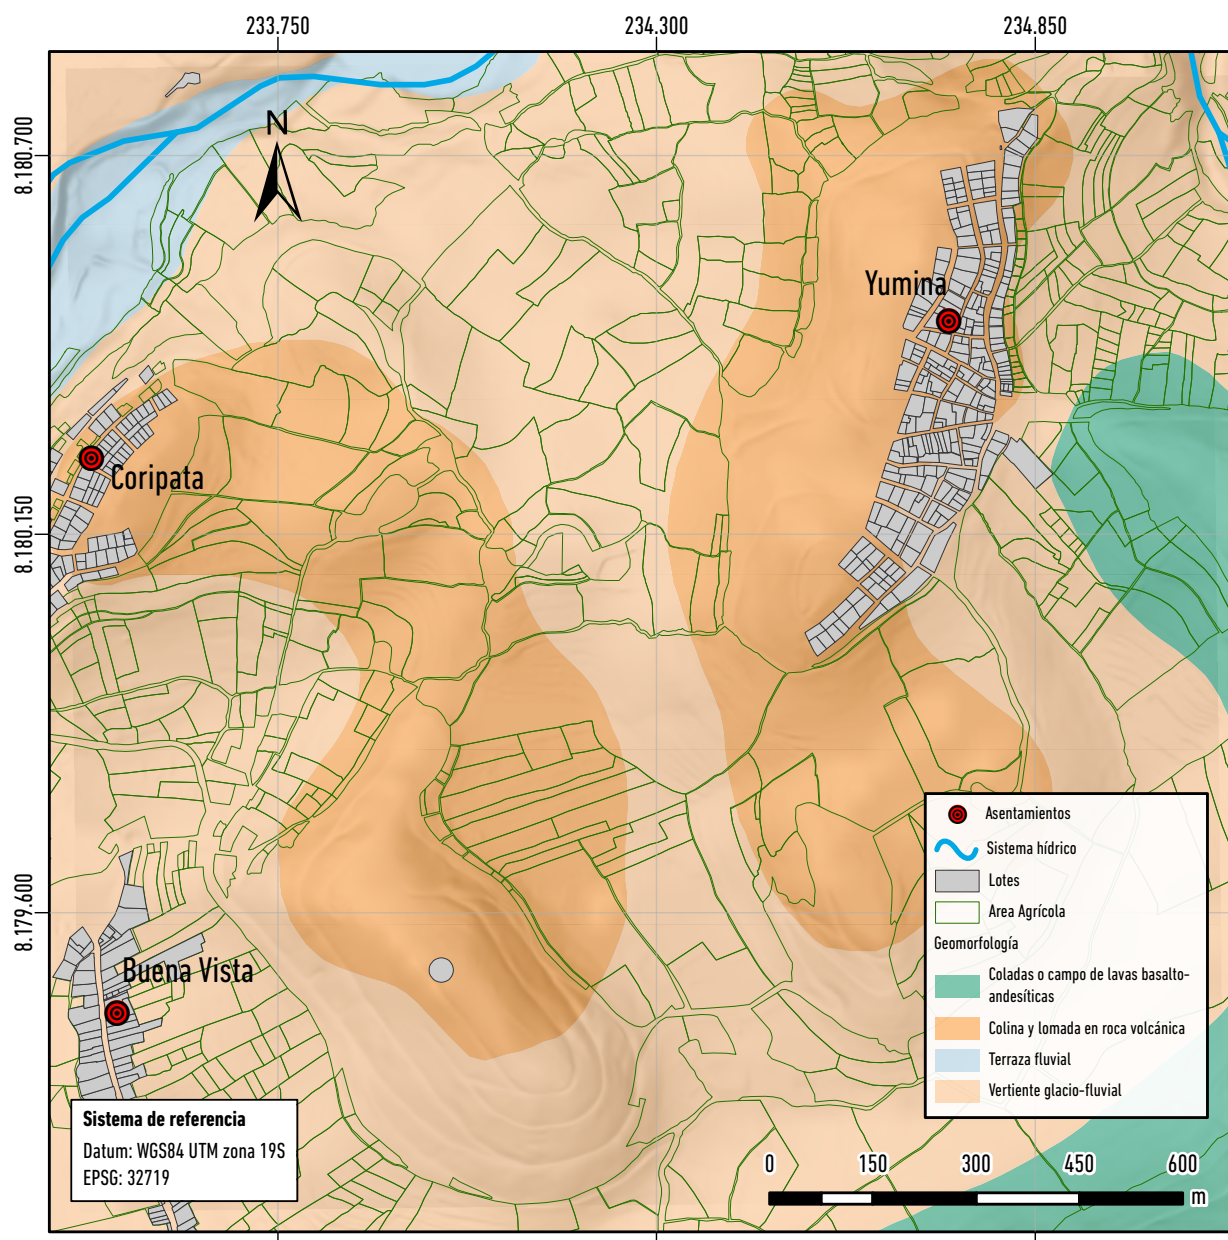 233.750
234.300
234.850
8.180.700
8.180.150
8.179.600
N
Yumina
Coripata
Buena Vista
Asentamientos
Sistema hídrico
Lotes
Area Agrícola
Geomorfología
Coladas o campo de lavas basalto-
andesíticas
Colina y lomada en roca volcánica
Terraza fluvial
Vertiente glacio-fluvial
Sistema de referencia
Datum: WGS84 UTM zona 19S
EPSG: 32719
0 150 300 450 600
m